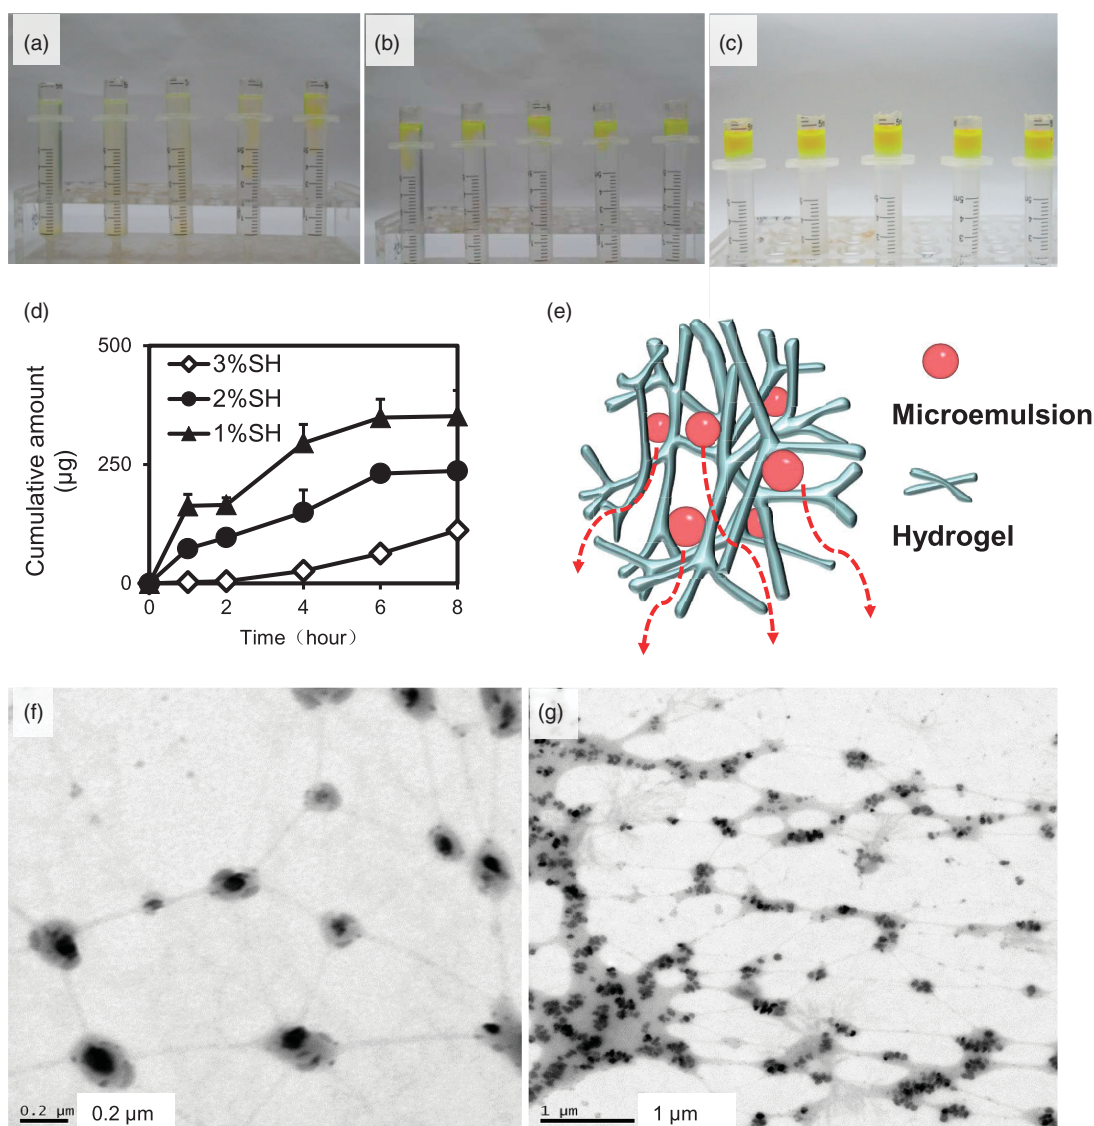 (a)
(b)
(c)
(d)
500
250
0
Cumulative amount
(μg)
3%SH
2%SH
1%SH
0
2
4
6
8
Time（hour）
(e)
Microemulsion
Hydrogel
(f)
0.2 μm
0.2 μm
(g)
1 μm
1 μm